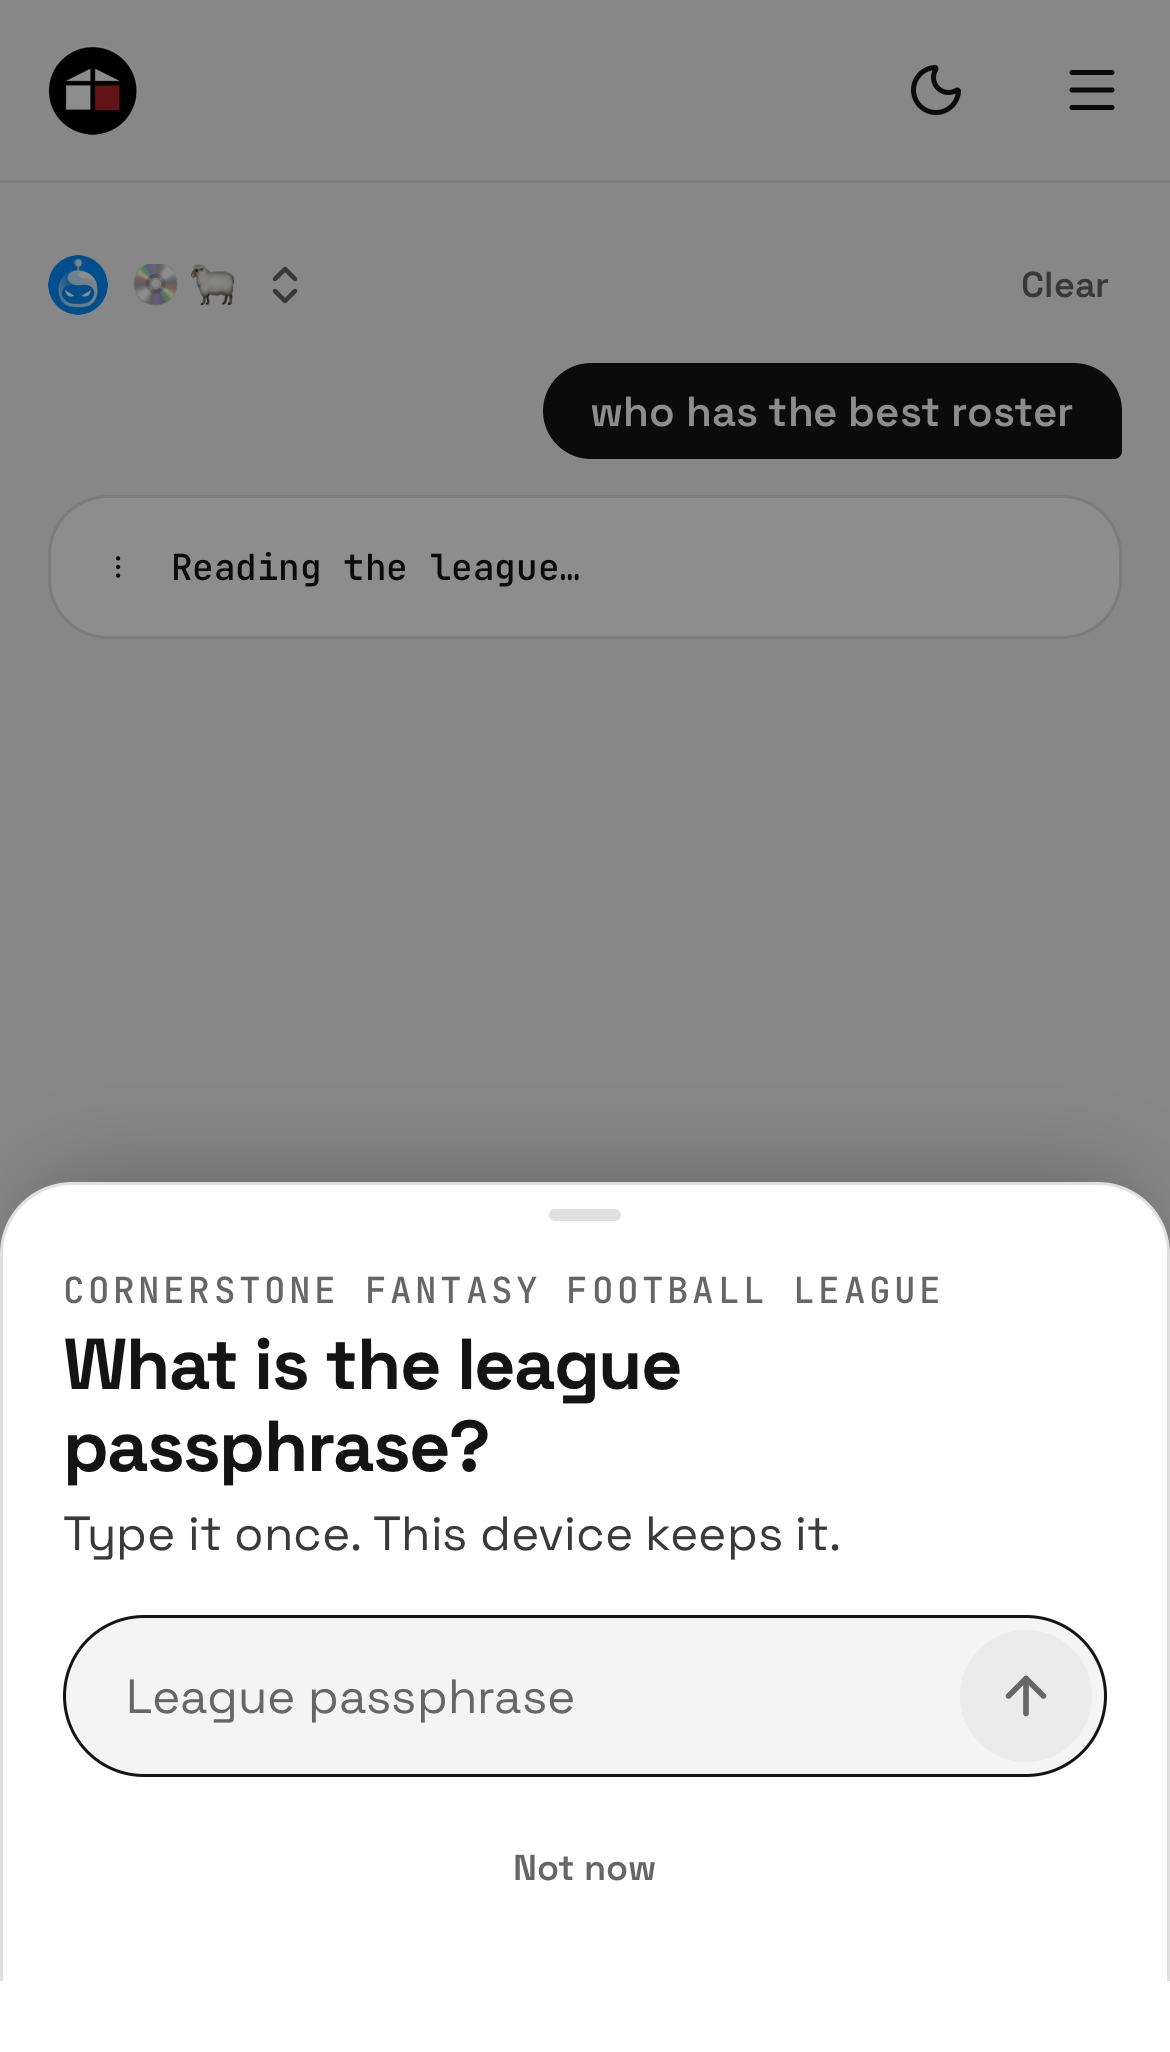 Clear
who has the best roster
Reading the league…
CORNERSTONE FANTASY FOOTBALL LEAGUE
What is the league
passphrase?
Type it once. This device keeps it.
League passphrase
Not now